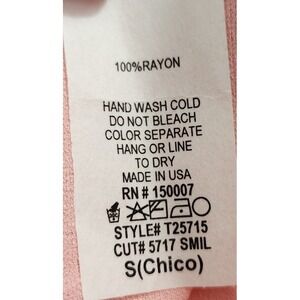 100%RAYON
HAND WASH COLD
DO NOT BLEACH
COLOR SEPARATE
HANG OR LINE
TO DRY
MADE IN USA
RN # 150007
STYLE# T25715
CUT# 5717 SMIL
S(Chico)